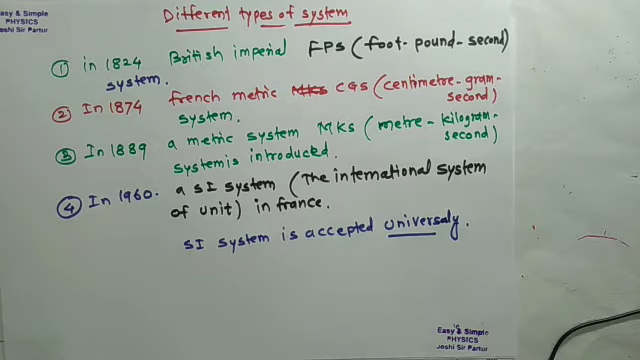 Easy & Simple
PHYSICS
Joshi Sir Partur
Different types of system
① in 1824 British imperial FPS (foot-pound-second)
system.
② In 1874 french metric MKS CGS (centimetre-gram-
second)
system.
③ In 1889 a metric system MKS (metre-kilogram-
second)
system is introduced.
④ In 1960. a SI system (The international system
of unit) in france.
SI system is accepted universaly.
Easy & Simple
PHYSICS
Joshi Sir Partur